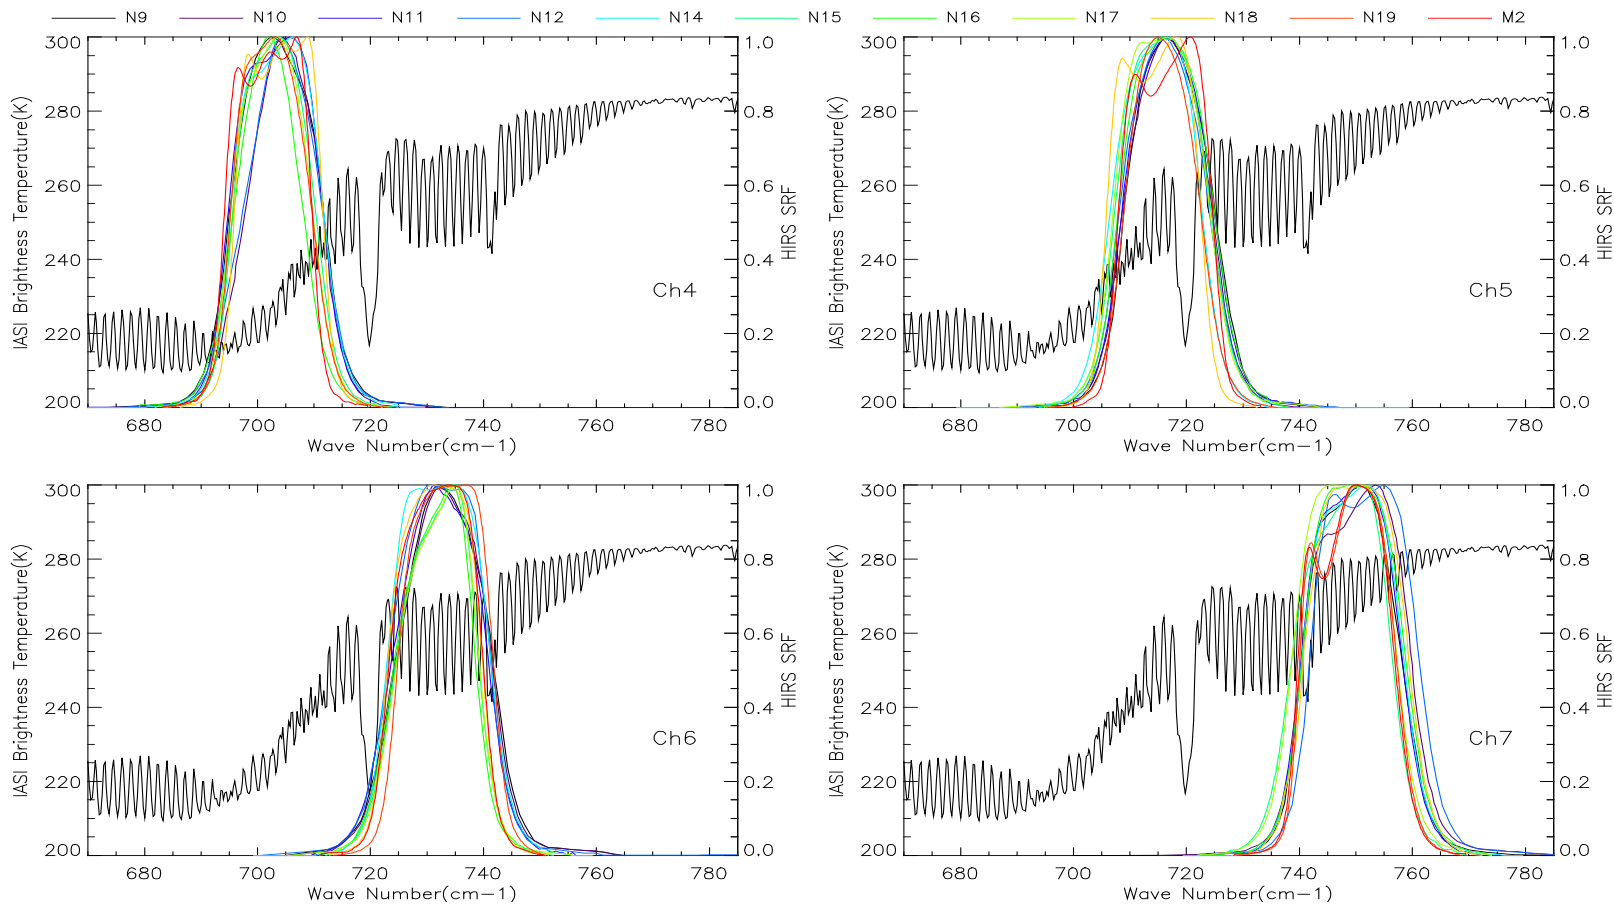 N9 N10 N11 N12 N14 N15 N16 N17 N18 N19 M2
300 280 260 240 220 200
IASI Brightness Temperature(K)
1.0 0.8 0.6 0.4 0.2 0.0
HIRS SRF
Ch4
680 700 720 740 760 780
Wave Number(cm−1)
300 280 260 240 220 200
IASI Brightness Temperature(K)
1.0 0.8 0.6 0.4 0.2 0.0
HIRS SRF
Ch5
680 700 720 740 760 780
Wave Number(cm−1)
300 280 260 240 220 200
IASI Brightness Temperature(K)
1.0 0.8 0.6 0.4 0.2 0.0
HIRS SRF
Ch6
680 700 720 740 760 780
Wave Number(cm−1)
300 280 260 240 220 200
IASI Brightness Temperature(K)
1.0 0.8 0.6 0.4 0.2 0.0
HIRS SRF
Ch7
680 700 720 740 760 780
Wave Number(cm−1)